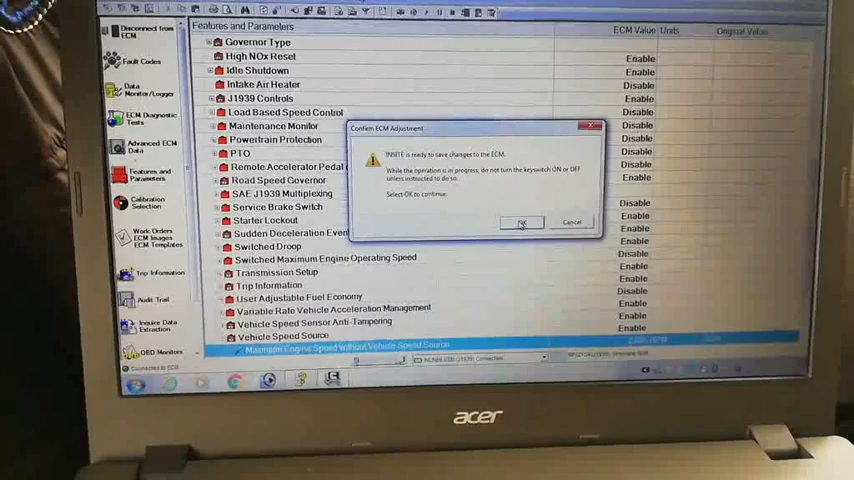 Features and Parameters
ECM Value
Units
Original Value
Disconnect from
ECM
Fault Codes
Data
Monitor/Logger
ECM Diagnostic
Tests
Advanced ECM
Data
Features and
Parameters
Calibration
Selection
Work Orders
ECM Images
ECM Templates
Trip Information
Audit Trail
Inquire Data
Extraction
OBD Monitors
Connected to ECM
Governor Type
High NOx Reset Enable
Idle Shutdown Enable
Intake Air Heater Disable
J1939 Controls Enable
Load Based Speed Control Disable
Maintenance Monitor Disable
Powertrain Protection Disable
PTO Enable
Remote Accelerator Pedal Disable
Road Speed Governor Enable
SAE J1939 Multiplexing
Service Brake Switch Disable
Starter Lockout Enable
Sudden Deceleration Enable
Switched Droop Enable
Switched Maximum Engine Operating Speed Disable
Transmission Setup Enable
Trip Information Enable
User Adjustable Fuel Economy Disable
Variable Rate Vehicle Acceleration Management Enable
Vehicle Speed Sensor Anti-Tampering Enable
Vehicle Speed Source Enable
Maximum Engine Speed without Vehicle Speed Source
Confirm ECM Adjustment
INSITE is ready to save changes to the ECM.
While the operation is in progress, do not turn the keyswitch ON or OFF
unless instructed to do so.
Select OK to continue.
OK
Cancel
acer